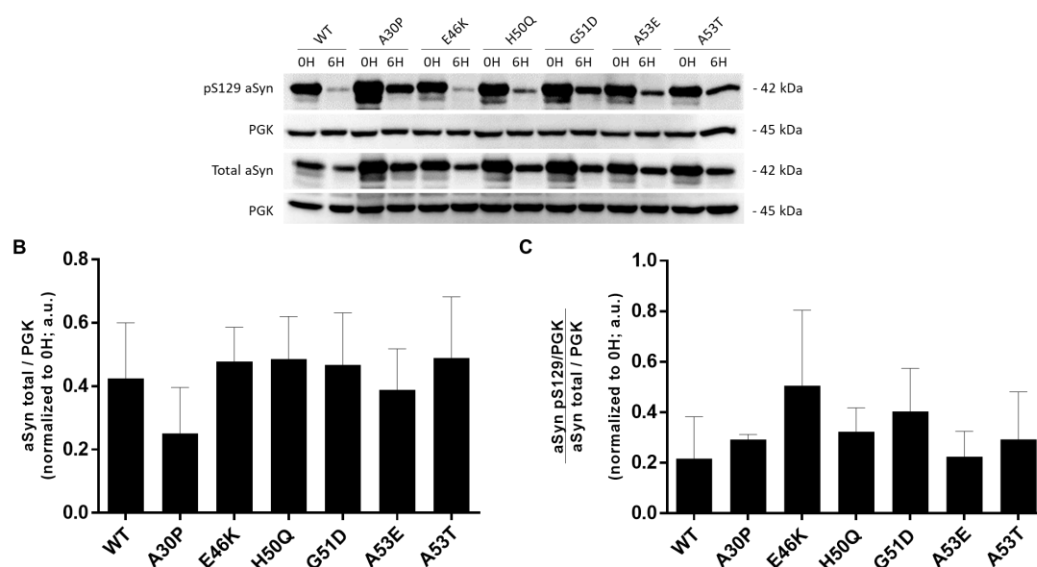 WT A30P E46K H50Q G51D A53E A53T
0H 6H 0H 6H 0H 6H 0H 6H 0H 6H 0H 6H 0H 6H
pS129 aSyn - 42 kDa
PGK - 45 kDa
Total aSyn - 42 kDa
PGK - 45 kDa
B
aSyn total / PGK
(normalized to 0H; a.u.)
0.8
0.6
0.4
0.2
0.0
WT A30P E46K H50Q G51D A53E A53T
C
aSyn pS129/PGK
aSyn total / PGK
(normalized to 0H; a.u.)
1.0
0.8
0.6
0.4
0.2
0.0
WT A30P E46K H50Q G51D A53E A53T